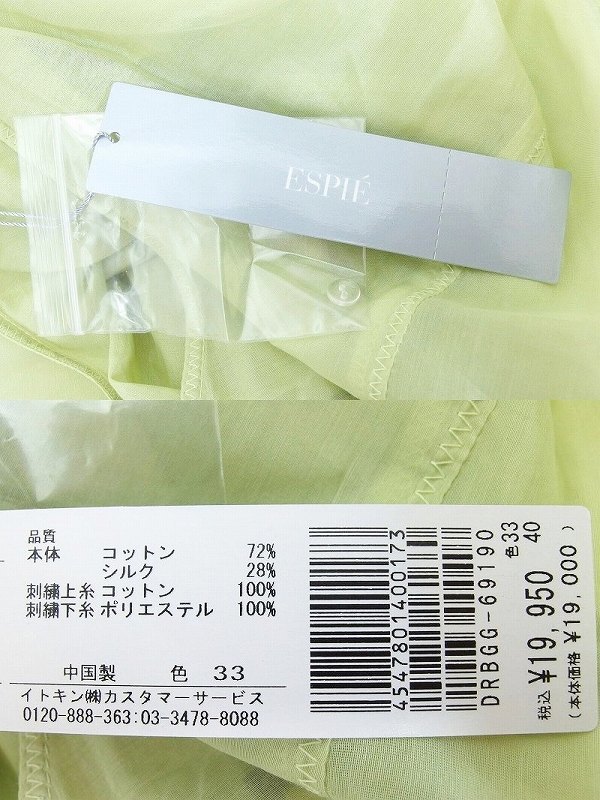 ESPIÉ
品質
本体 コットン 72%
シルク 28%
刺繍上糸 コットン 100%
刺繍下糸 ポリエステル 100%
中国製 色 33
イトキン㈱カスタマーサービス
0120-888-363:03-3478-8088
4547801400173
DRBGG-69190
色33
40
税込 ¥19,950
(本体価格 ¥19,000)